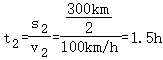 t₂ = s₂/v₂ = (300km/2)/(100km/h) = 1.5h